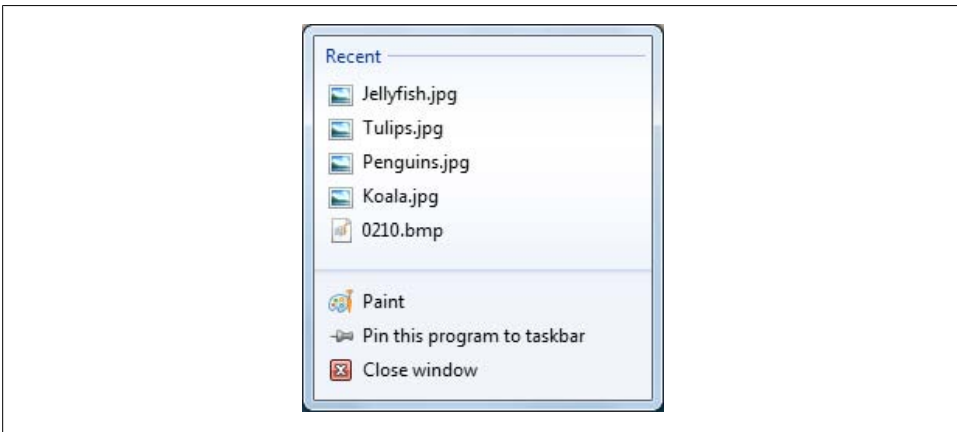 Recent
Jellyfish.jpg
Tulips.jpg
Penguins.jpg
Koala.jpg
0210.bmp
Paint
Pin this program to taskbar
Close window